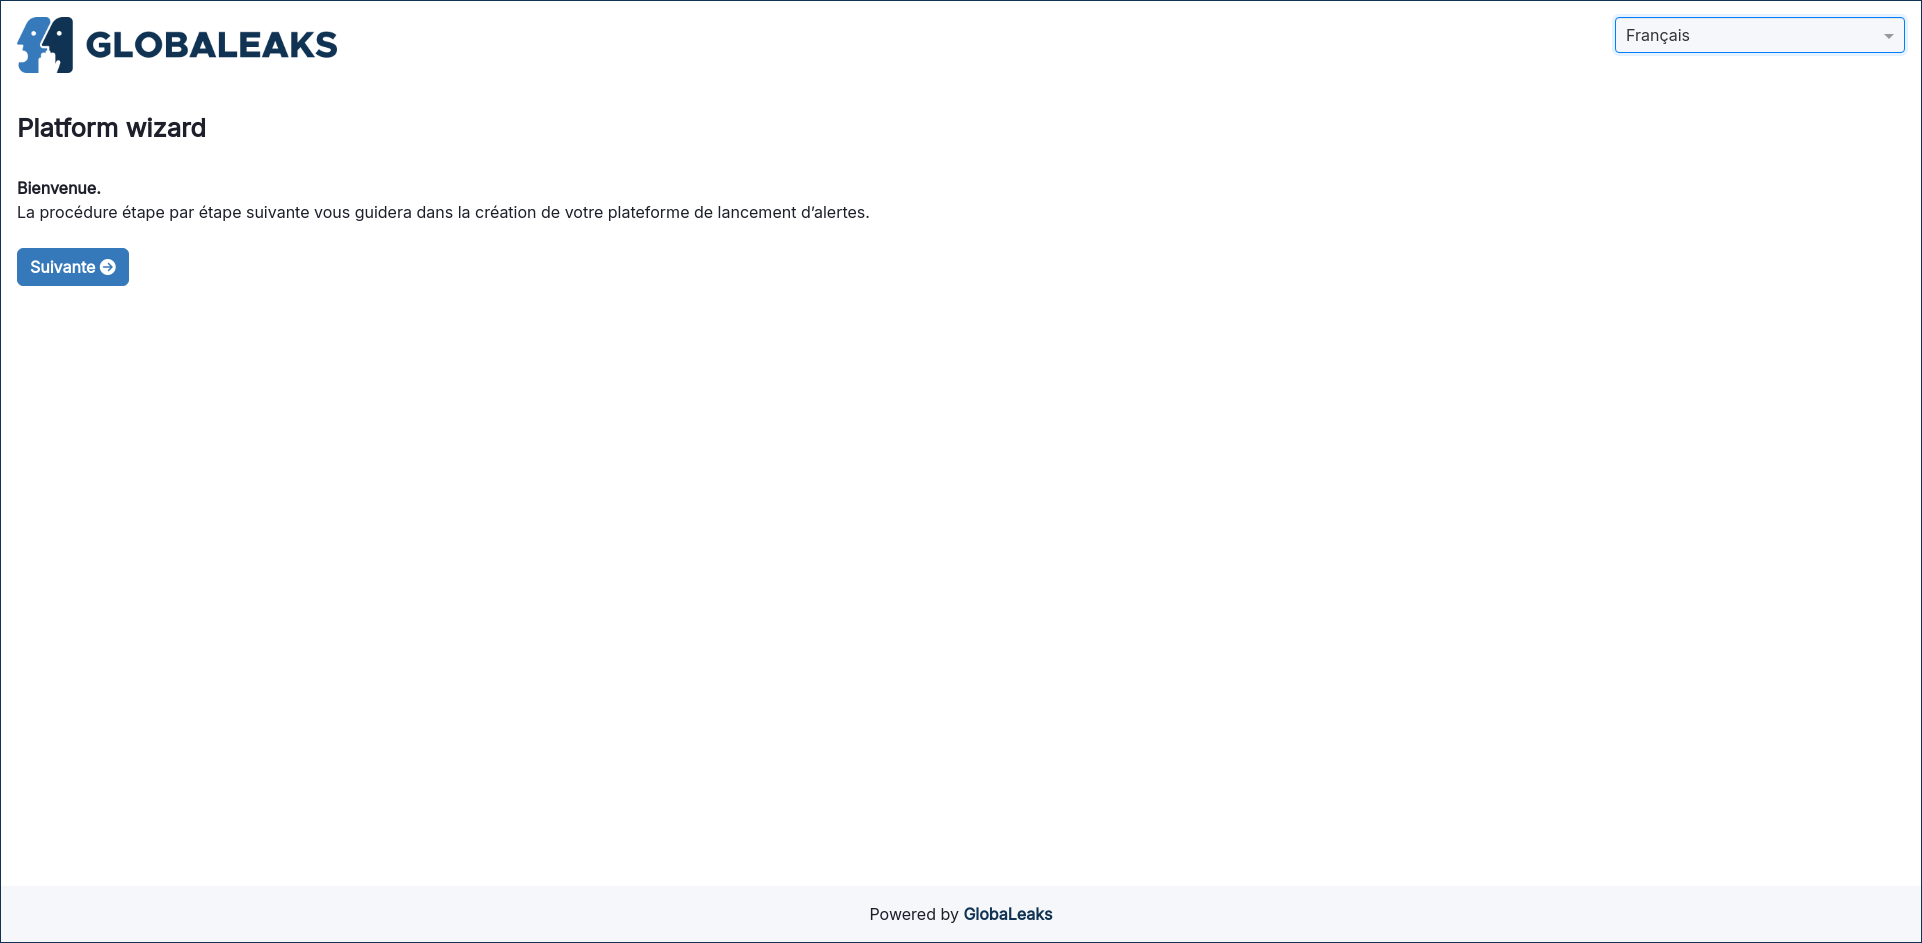 GLOBALEAKS
Français
Platform wizard
Bienvenue.
La procédure étape par étape suivante vous guidera dans la création de votre plateforme de lancement d’alertes.
Suivante
Powered by GlobaLeaks